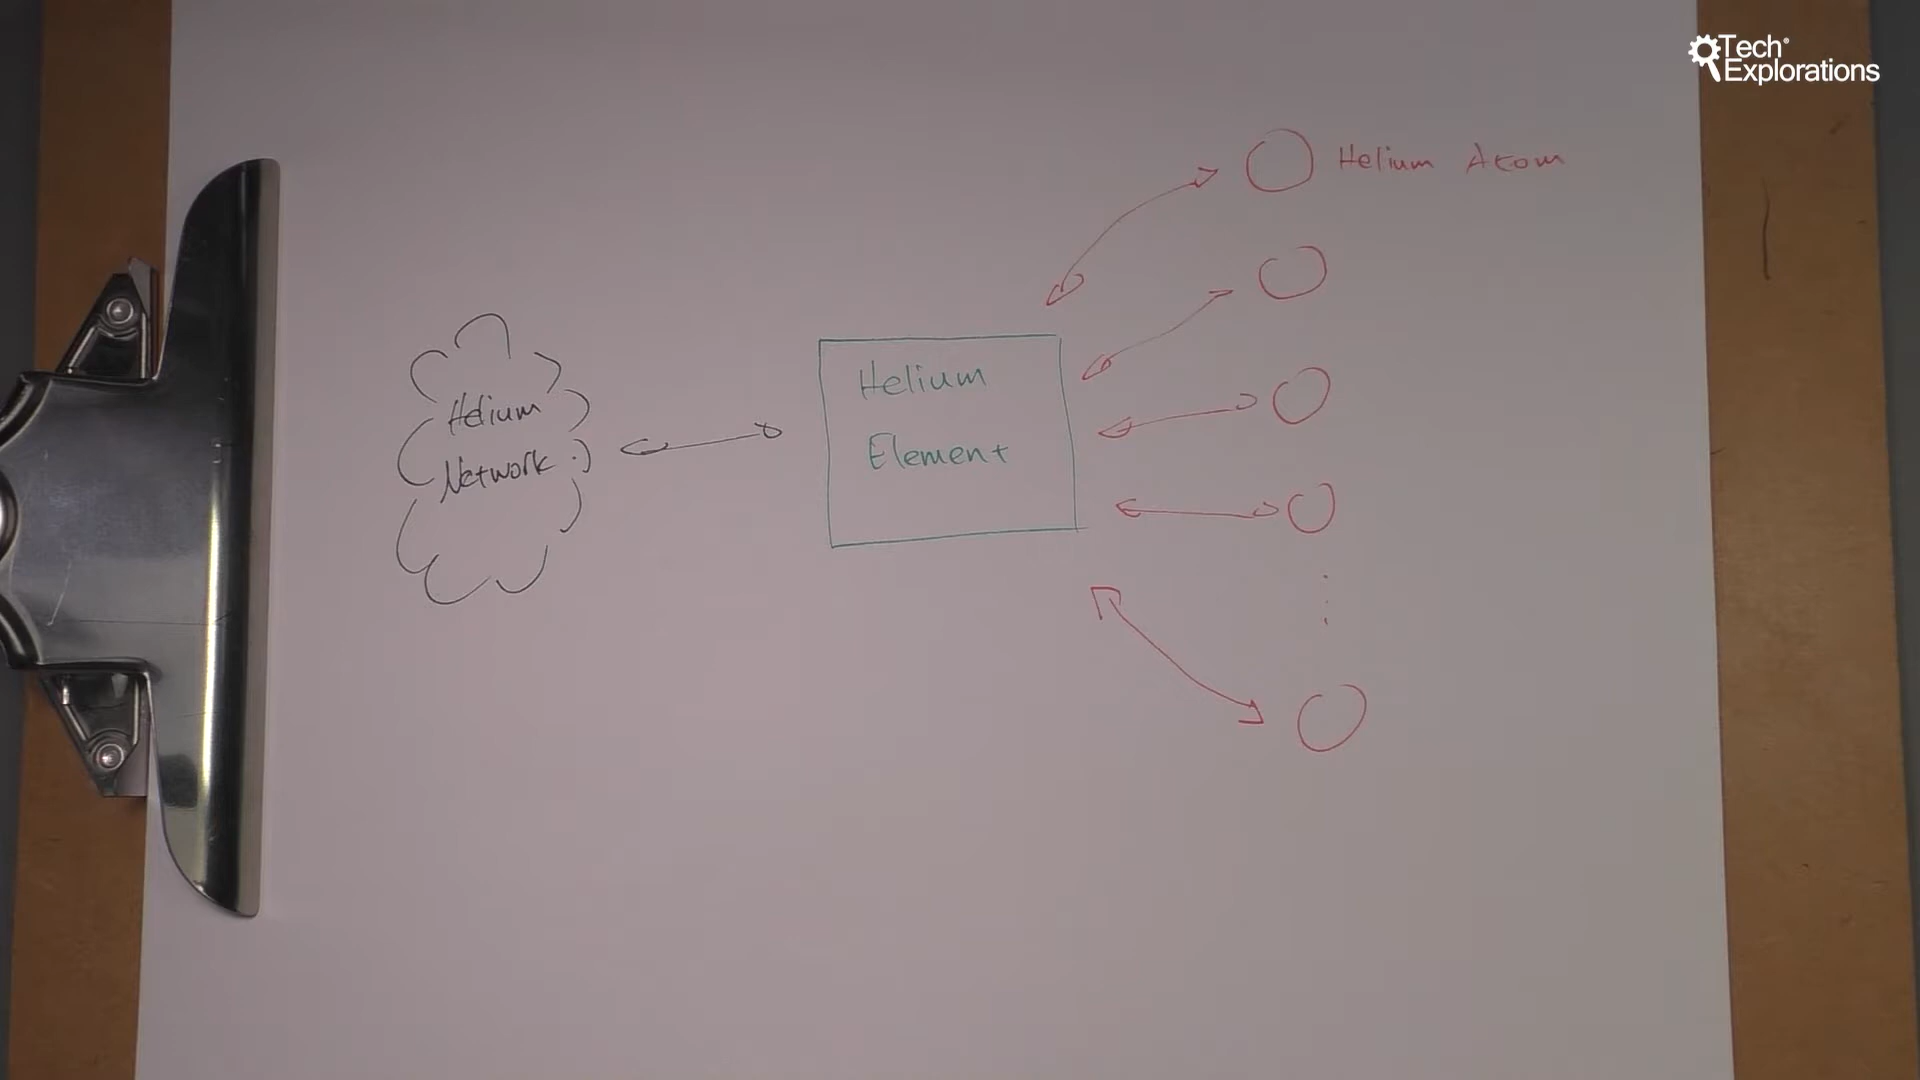 Tech
Explorations
Helium Atom
Helium
Network
Helium
Element